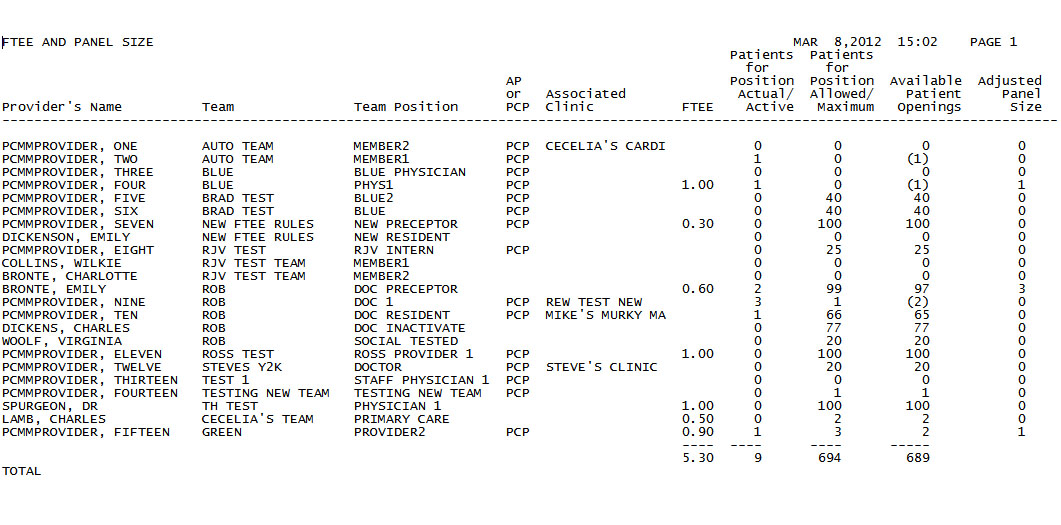 FTEE AND PANEL SIZE MAR 8,2012 15:02 PAGE 1
Patients Patients
for for
AP Position Position Available Adjusted
or Associated Actual/ Allowed/ Patient Panel
Provider's Name Team Team Position PCP Clinic FTEE Active Maximum Openings Size
PCMMPROVIDER, ONE AUTO TEAM MEMBER2 PCP CECELIA'S CARDI 0 0 0 0
PCMMPROVIDER, TWO AUTO TEAM MEMBER1 PCP 1 0 (1) 0
PCMMPROVIDER, THREE BLUE BLUE PHYSICIAN PCP 0 0 0 0
PCMMPROVIDER, FOUR BLUE PHYS1 PCP 1.00 1 0 (1) 1
PCMMPROVIDER, FIVE BRAD TEST BLUE2 PCP 0 40 40 0
PCMMPROVIDER, SIX BRAD TEST BLUE PCP 0 40 40 0
PCMMPROVIDER, SEVEN NEW FTEE RULES NEW PRECEPTOR PCP 0.30 0 100 100 0
DICKENSON, EMILY NEW FTEE RULES NEW RESIDENT 0 0 0 0
PCMMPROVIDER, EIGHT RJV TEST RJV INTERN PCP 0 25 25 0
COLLINS, WILKIE RJV TEST TEAM MEMBER1 0 0 0 0
BRONTE, CHARLOTTE RJV TEST TEAM MEMBER2 0 0 0 0
BRONTE, EMILY ROB DOC PRECEPTOR 0.60 2 99 97 3
PCMMPROVIDER, NINE ROB DOC 1 PCP REW TEST NEW 3 1 (2) 0
PCMMPROVIDER, TEN ROB DOC RESIDENT PCP MIKE'S MURKY MA 1 66 65 0
DICKENS, CHARLES ROB DOC INACTIVATE 0 77 77 0
WOOLF, VIRGINIA ROB SOCIAL TESTED 0 20 20 0
PCMMPROVIDER, ELEVEN ROSS TEST ROSS PROVIDER 1 PCP 1.00 0 100 100 0
PCMMPROVIDER, TWELVE STEVES Y2K DOCTOR PCP STEVE'S CLINIC 0 20 20 0
PCMMPROVIDER, THIRTEEN TEST 1 STAFF PHYSICIAN 1 PCP 0 0 0 0
PCMMPROVIDER, FOURTEEN TESTING NEW TEAM TESTING NEW TEAM PCP 0 1 1 0
SPURGEON, DR TH TEST PHYSICIAN 1 1.00 0 100 100 0
LAMB, CHARLES CECELIA'S TEAM PRIMARY CARE 0.50 0 2 2 0
PCMMPROVIDER, FIFTEEN GREEN PROVIDER2 PCP 0.90 1 3 2 1
5.30 9 694 689
TOTAL